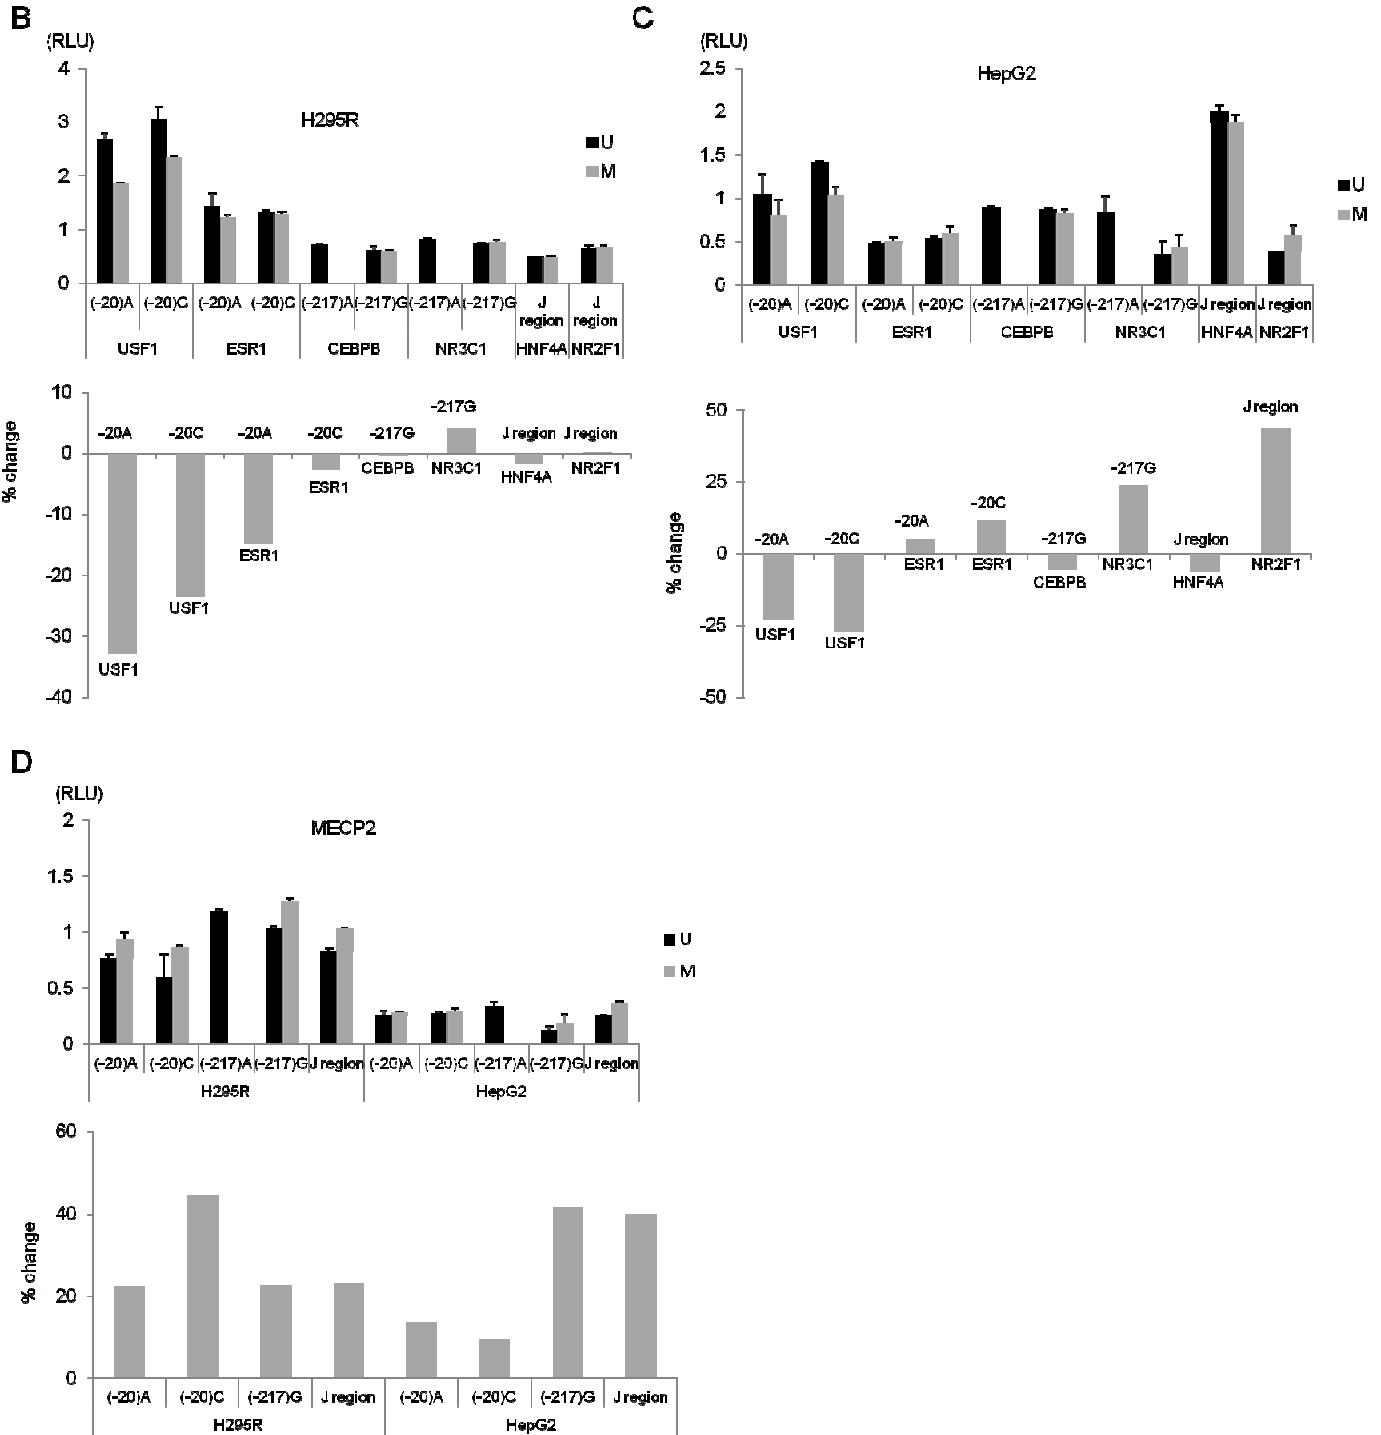 B
(RLU)
H295R
4
3
2
1
0
U
M
(-20)A (-20)C (-20)A (-20)C (-217)A (-217)G (-217)A (-217)G J region J region
USF1 ESR1 CEBPB NR3C1 HNF4A NR2F1
% change
10
0
-10
-20
-30
-40
-20A -20C -20A -20C -217G -217G J region J region
USF1 USF1 ESR1 ESR1 CEBPB NR3C1 HNF4A NR2F1
C
(RLU)
HepG2
2.5
2
1.5
1
0.5
0
U
M
(-20)A (-20)C (-20)A (-20)C (-217)A (-217)G (-217)A (-217)G J region J region
USF1 ESR1 CEBPB NR3C1 HNF4A NR2F1
% change
50
25
0
-25
-50
-20A -20C -20A -20C -217G -217G J region J region
USF1 USF1 ESR1 ESR1 CEBPB NR3C1 HNF4A NR2F1
D
(RLU)
MECP2
2
1.5
1
0.5
0
U
M
(-20)A (-20)C (-217)A (-217)G J region (-20)A (-20)C (-217)A (-217)G J region
H295R HepG2
% change
60
40
20
0
(-20)A (-20)C (-217)G J region (-20)A (-20)C (-217)G J region
H295R HepG2